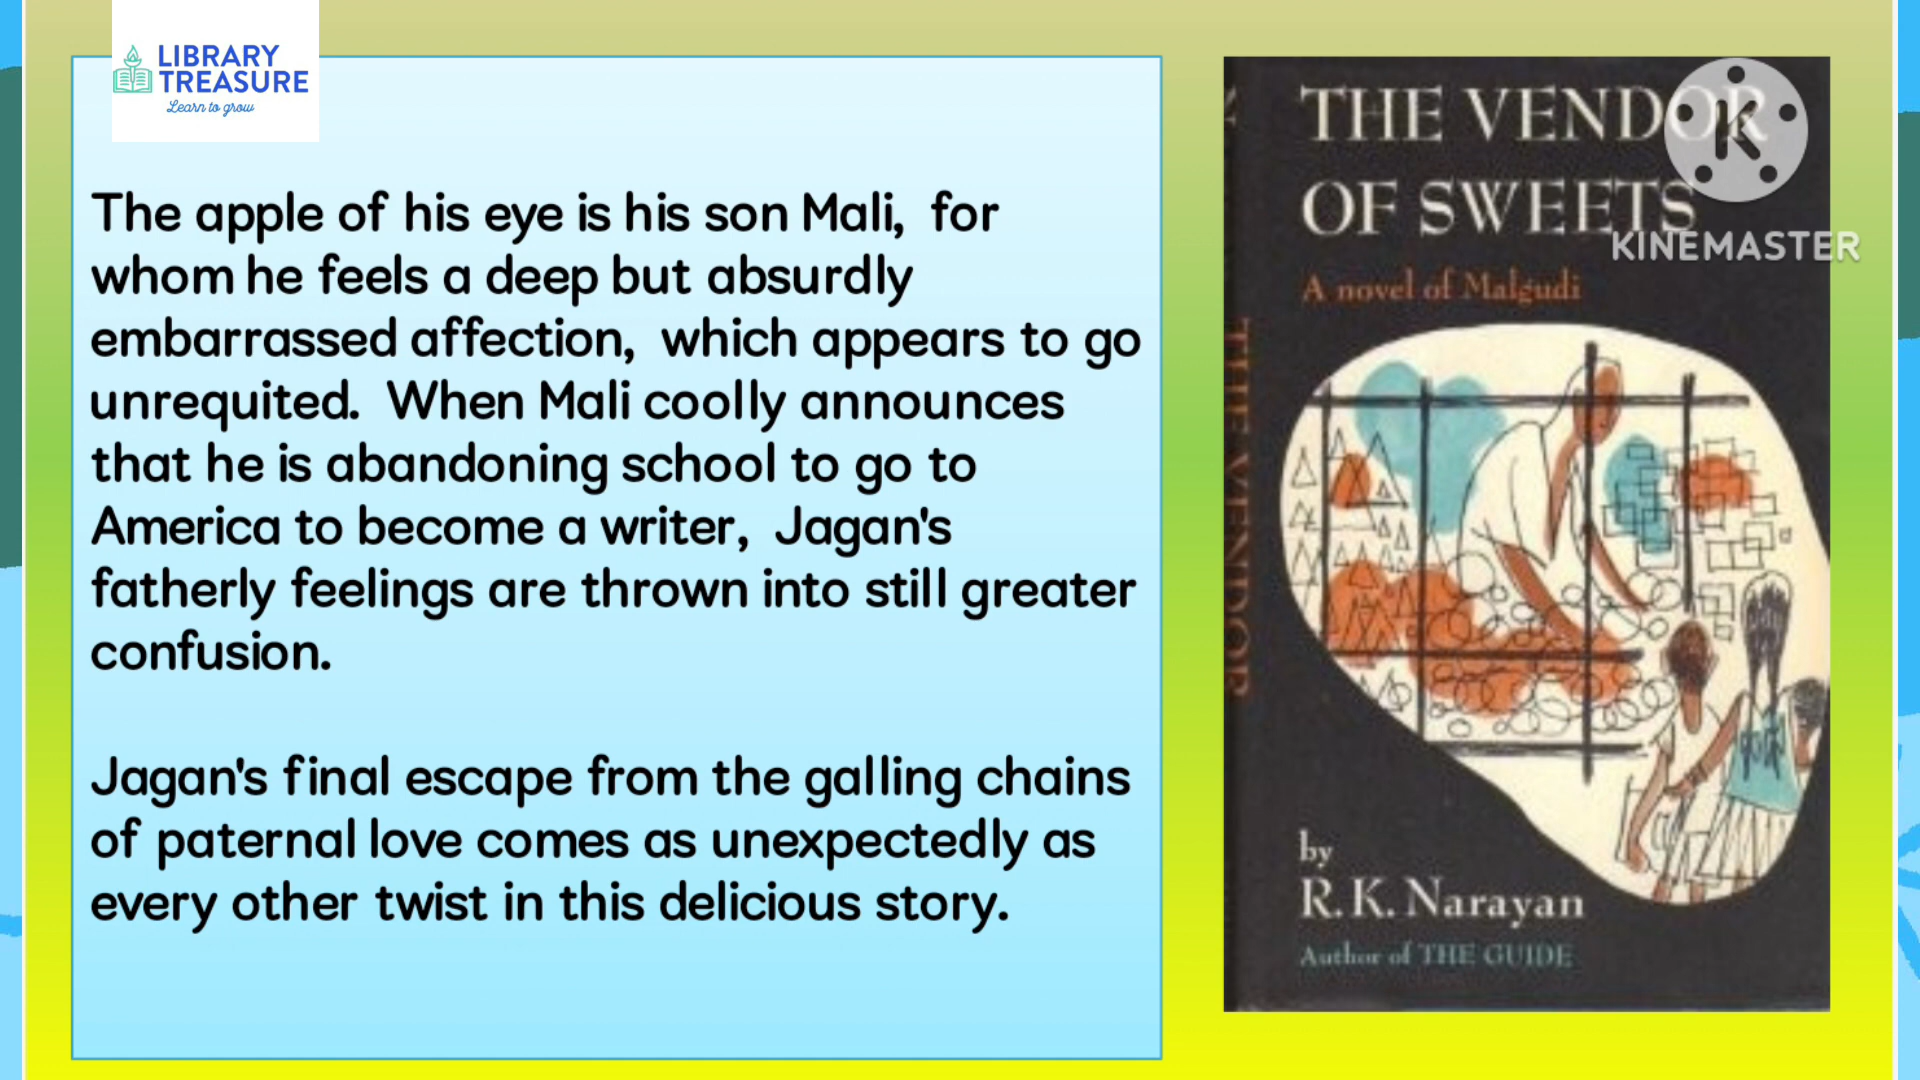 LIBRARY
TREASURE
Learn to grow
The apple of his eye is his son Mali, for
whom he feels a deep but absurdly
embarrassed affection, which appears to go
unrequited. When Mali coolly announces
that he is abandoning school to go to
America to become a writer, Jagan's
fatherly feelings are thrown into still greater
confusion.
Jagan's final escape from the galling chains
of paternal love comes as unexpectedly as
every other twist in this delicious story.
THE VENDOR
OF SWEETS
A novel of Malgudi
by
R. K. Narayan
Author of THE GUIDE
THE VENDOR
K
KINEMASTER